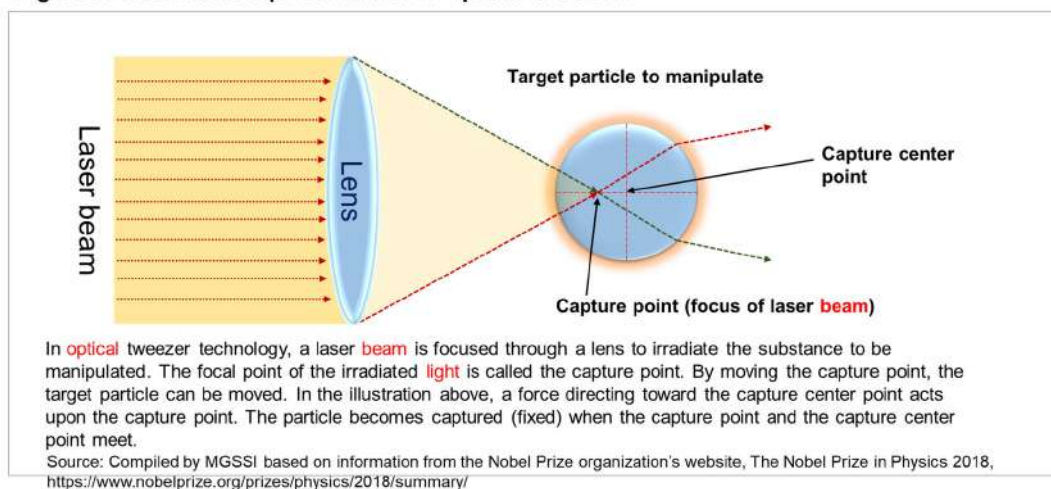 Laser beam
Lens
Target particle to manipulate
Capture center
point
Capture point (focus of laser beam)
In optical tweezer technology, a laser beam is focused through a lens to irradiate the substance to be
manipulated. The focal point of the irradiated light is called the capture point. By moving the capture point, the
target particle can be moved. In the illustration above, a force directing toward the capture center point acts
upon the capture point. The particle becomes captured (fixed) when the capture point and the capture center
point meet.
Source: Compiled by MGSSI based on information from the Nobel Prize organization's website, The Nobel Prize in Physics 2018,
https://www.nobelprize.org/prizes/physics/2018/summary/